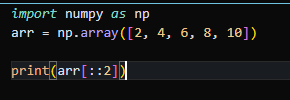 import numpy as np
arr = np.array([2, 4, 6, 8, 10])
print(arr[::2])